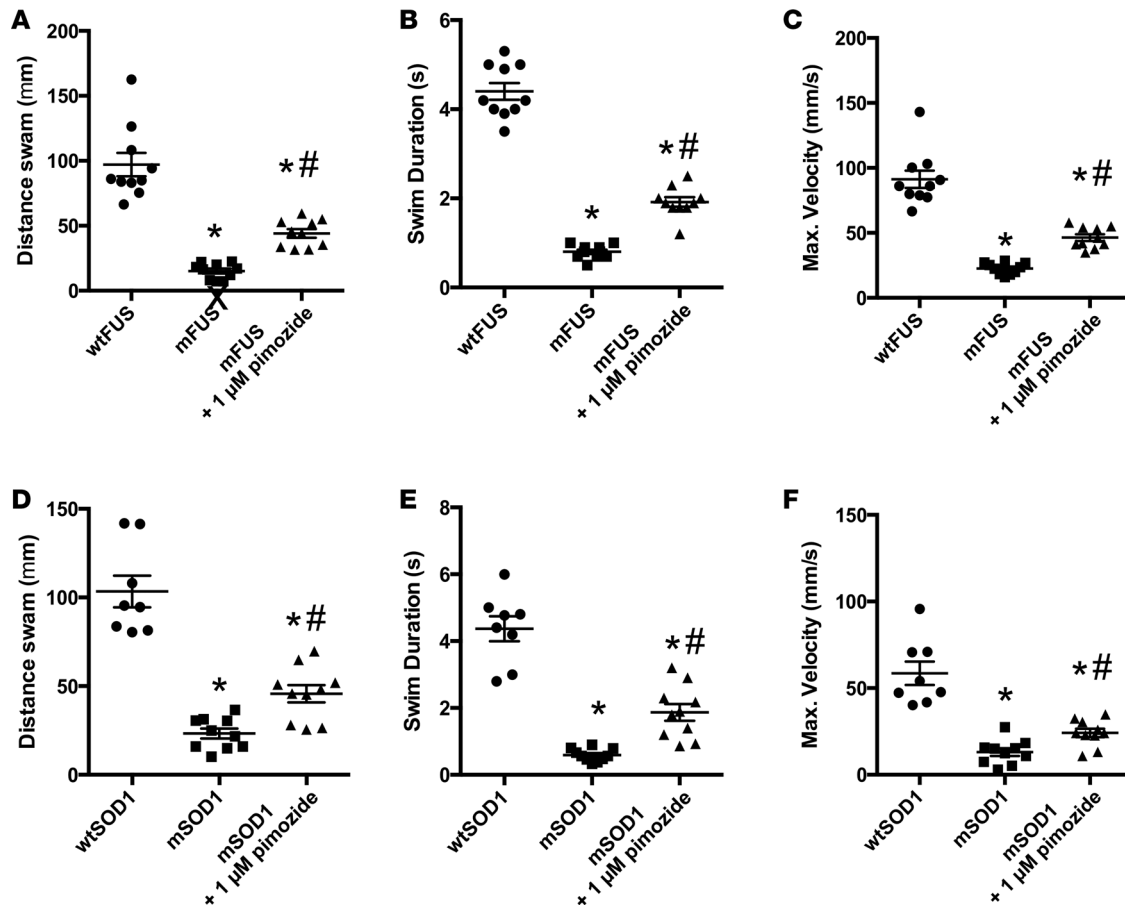 A
Distance swam (mm)
200
150
100
50
0
*
*#
wtFUS
mFUS
mFUS
+ 1 μM pimozide
B
Swim Duration (s)
6
4
2
0
*
*#
wtFUS
mFUS
mFUS
+ 1 μM pimozide
C
Max. Velocity (mm/s)
200
150
100
50
0
*
*#
wtFUS
mFUS
mFUS
+ 1 μM pimozide
D
Distance swam (mm)
150
100
50
0
*
*#
wtSOD1
mSOD1
mSOD1
+ 1 μM pimozide
E
Swim Duration (s)
8
6
4
2
0
*
*#
wtSOD1
mSOD1
mSOD1
+ 1 μM pimozide
F
Max. Velocity (mm/s)
150
100
50
0
*
*#
wtSOD1
mSOD1
mSOD1
+ 1 μM pimozide